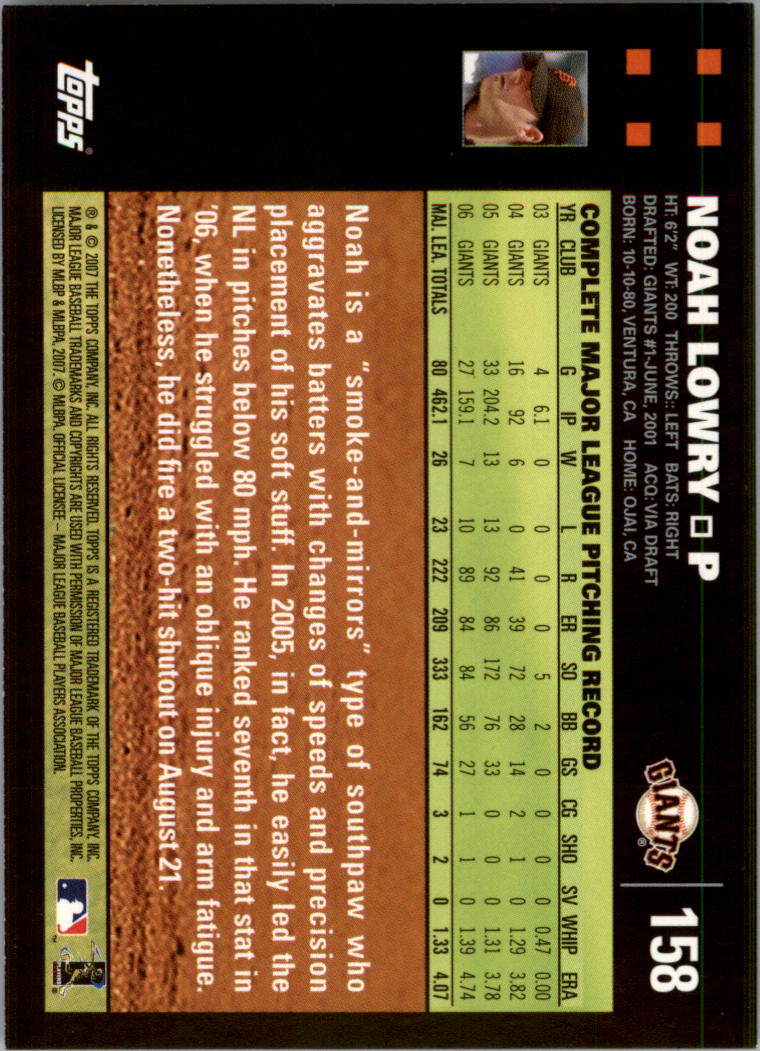 NOAH LOWRY P
HT: 6'2" WT: 200 THROWS: LEFT BATS: RIGHT
DRAFTED: GIANTS #1-JUNE, 2001 ACQ: VIA DRAFT
BORN: 10-10-80, VENTURA, CA HOME: OJAI, CA
GIANTS ®
158
COMPLETE MAJOR LEAGUE PITCHING RECORD
YR CLUB G IP W L R ER SO BB GS CG SHO SV WHIP ERA
03 GIANTS 4 6.1 0 0 0 0 5 2 0 0 0 0 0.47 0.00
04 GIANTS 16 92 6 0 41 39 72 28 14 2 1 0 1.29 3.82
05 GIANTS 33 204.2 13 13 92 86 172 76 33 0 0 0 1.31 3.78
06 GIANTS 27 159.1 7 10 89 84 84 56 27 1 1 0 1.39 4.74
MAJ. LEA. TOTALS 80 462.1 26 23 222 209 333 162 74 3 2 0 1.33 4.07
Noah is a "smoke-and-mirrors" type of southpaw who
aggravates batters with changes of speeds and precision
placement of his soft stuff. In 2005, in fact, he easily led the
NL in pitches below 80 mph. He ranked seventh in that stat in
'06, when he struggled with an oblique injury and arm fatigue.
Nonetheless, he did fire a two-hit shutout on August 21.
topps ®
® & © 2007 THE TOPPS COMPANY, INC. ALL RIGHTS RESERVED. TOPPS IS A REGISTERED TRADEMARK OF THE TOPPS COMPANY, INC.
MAJOR LEAGUE BASEBALL TRADEMARKS AND COPYRIGHTS ARE USED WITH PERMISSION OF MAJOR LEAGUE BASEBALL PROPERTIES, INC.
LICENSED BY MLBP & MLBPA, 2007. © MLBPA, OFFICIAL LICENSEE – MAJOR LEAGUE BASEBALL PLAYERS ASSOCIATION.